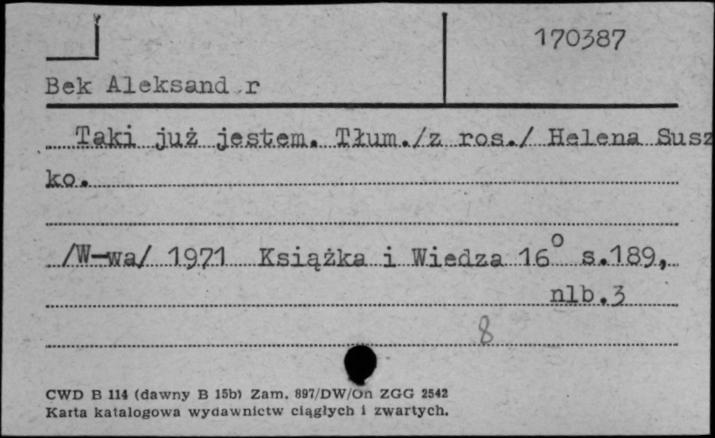 170387
Bek Aleksand r
Taki już jestem. Tłum./z ros./ Helena Susz
ko.
/W-wa/ 1971 Książka i Wiedza 16° s.189,
nlb.3
8
CWD B 114 (dawny B 15b) Zam. 897/DW/On ZGG 2542
Karta katalogowa wydawnictw ciągłych i zwartych.